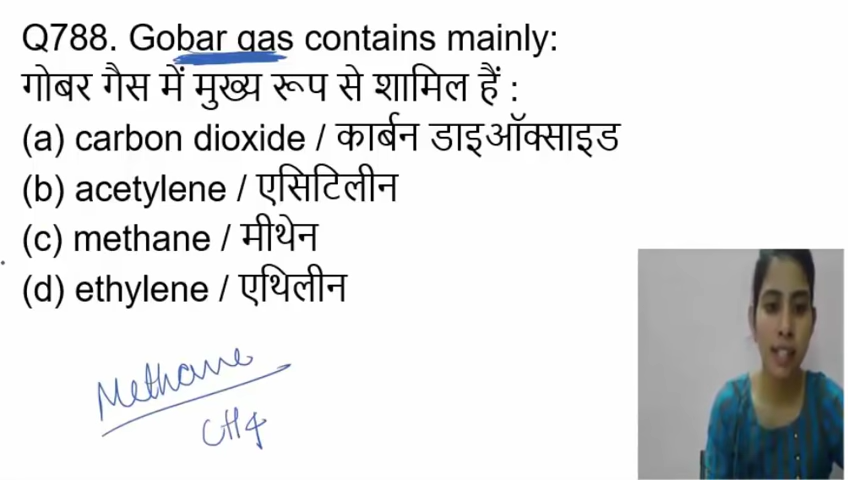 Q788. Gobar gas contains mainly:
गोबर गैस में मुख्य रूप से शामिल हैं :
(a) carbon dioxide / कार्बन डाइऑक्साइड
(b) acetylene / एसिटिलीन
(c) methane / मीथेन
(d) ethylene / एथिलीन
Methane
CH4